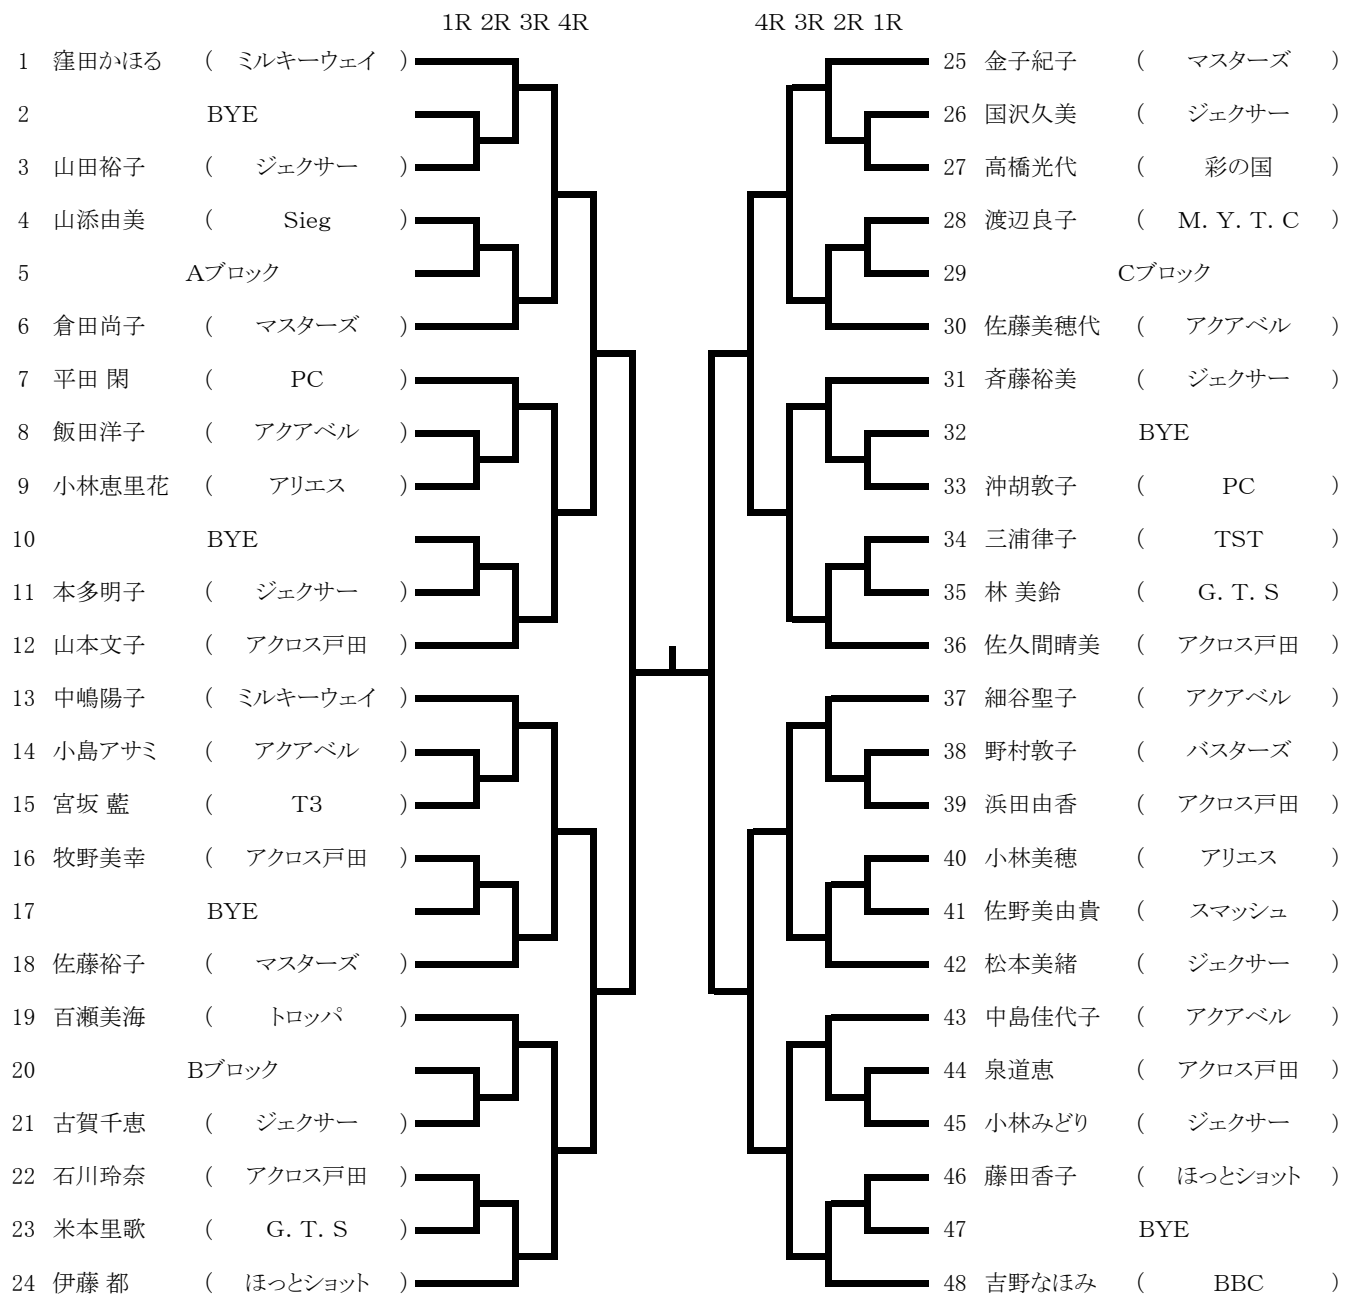 1R 2R 3R 4R 4R 3R 2R 1R
1 窪田かほる ( ミルキーウェイ ) 25 金子紀子 ( マスターズ )
2 BYE 26 国沢久美 ( ジェクサー )
3 山田裕子 ( ジェクサー ) 27 高橋光代 ( 彩の国 )
4 山添由美 ( Sieg ) 28 渡辺良子 ( M. Y. T. C )
5 Aブロック 29 Cブロック
6 倉田尚子 ( マスターズ ) 30 佐藤美穂代 ( アクアベル )
7 平田 閑 ( PC ) 31 斉藤裕美 ( ジェクサー )
8 飯田洋子 ( アクアベル ) 32 BYE
9 小林恵里花 ( アリエス ) 33 沖胡敦子 ( PC )
10 BYE 34 三浦律子 ( TST )
11 本多明子 ( ジェクサー ) 35 林 美鈴 ( G. T. S )
12 山本文子 ( アクロス戸田 ) 36 佐久間晴美 ( アクロス戸田 )
13 中嶋陽子 ( ミルキーウェイ ) 37 細谷聖子 ( アクアベル )
14 小島アサミ ( アクアベル ) 38 野村敦子 ( バスターズ )
15 宮坂 藍 ( T3 ) 39 浜田由香 ( アクロス戸田 )
16 牧野美幸 ( アクロス戸田 ) 40 小林美穂 ( アリエス )
17 BYE 41 佐野美由貴 ( スマッシュ )
18 佐藤裕子 ( マスターズ ) 42 松本美緒 ( ジェクサー )
19 百瀬美海 ( トロッパ ) 43 中島佳代子 ( アクアベル )
20 Bブロック 44 泉道恵 ( アクロス戸田 )
21 古賀千恵 ( ジェクサー ) 45 小林みどり ( ジェクサー )
22 石川玲奈 ( アクロス戸田 ) 46 藤田香子 ( ほっとショット )
23 米本里歌 ( G. T. S ) 47 BYE
24 伊藤 都 ( ほっとショット ) 48 吉野なほみ ( BBC )